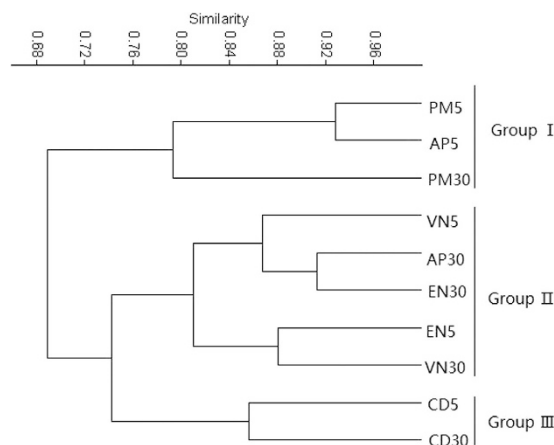 Similarity
0.68 0.72 0.76 0.80 0.84 0.88 0.92 0.96
PM5
AP5
PM30
Group Ⅰ
VN5
AP30
EN30
EN5
VN30
Group Ⅱ
CD5
CD30
Group Ⅲ